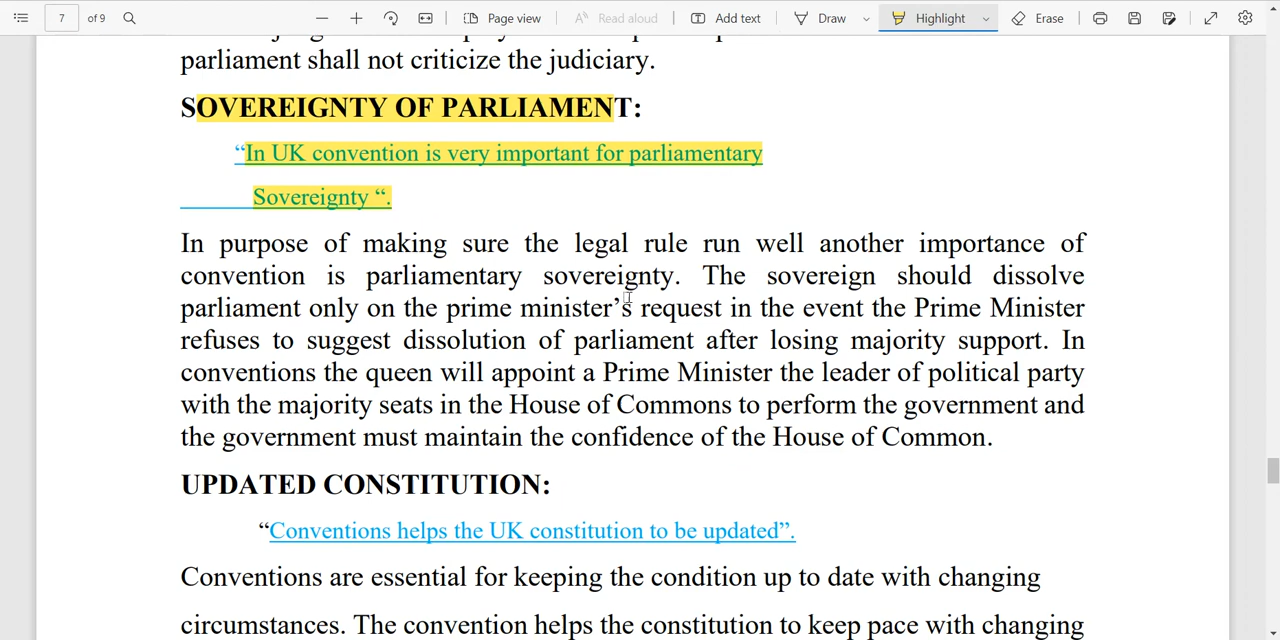 7 of 9 Page view Read aloud Add text Draw Highlight Erase
parliament shall not criticize the judiciary.
SOVEREIGNTY OF PARLIAMENT:
“In UK convention is very important for parliamentary
Sovereignty “.
In purpose of making sure the legal rule run well another importance of
convention is parliamentary sovereignty. The sovereign should dissolve
parliament only on the prime minister’s request in the event the Prime Minister
refuses to suggest dissolution of parliament after losing majority support. In
conventions the queen will appoint a Prime Minister the leader of political party
with the majority seats in the House of Commons to perform the government and
the government must maintain the confidence of the House of Common.
UPDATED CONSTITUTION:
“Conventions helps the UK constitution to be updated”.
Conventions are essential for keeping the condition up to date with changing
circumstances. The convention helps the constitution to keep pace with changing